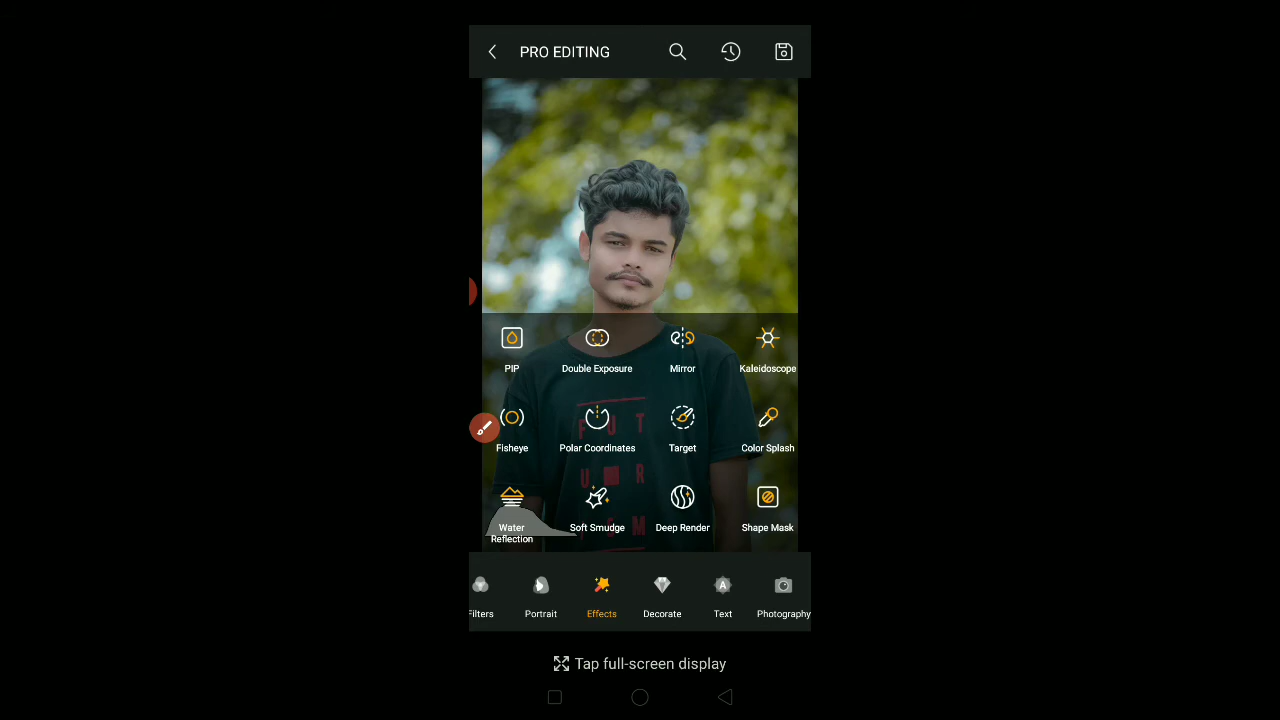 PRO EDITING
PIP
Double Exposure
Mirror
Kaleidoscope
F U T
Fisheye
Polar Coordinates
Target
Color Splash
U R
Water
Reflection
Soft Smudge
Deep Render
Shape Mask
Filters
Portrait
Effects
Decorate
A
Text
Photography
Tap full-screen display